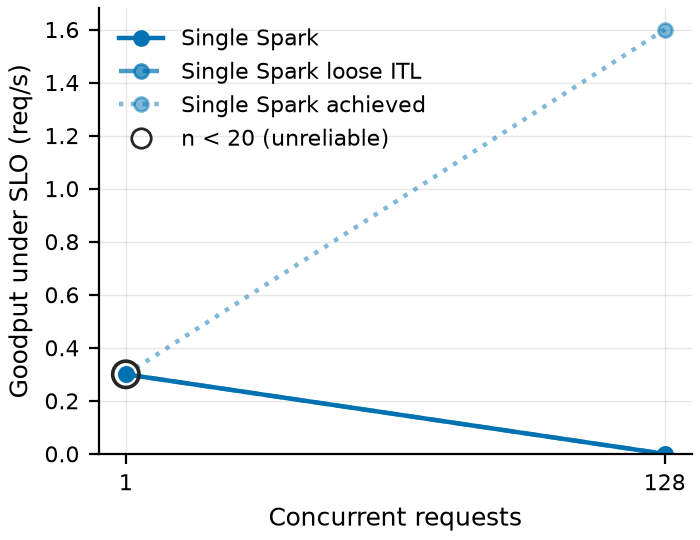 1.6
1.4
1.2
1.0
0.8
0.6
0.4
0.2
0.0
Goodput under SLO (req/s)
Single Spark
Single Spark loose ITL
Single Spark achieved
n < 20 (unreliable)
1
128
Concurrent requests